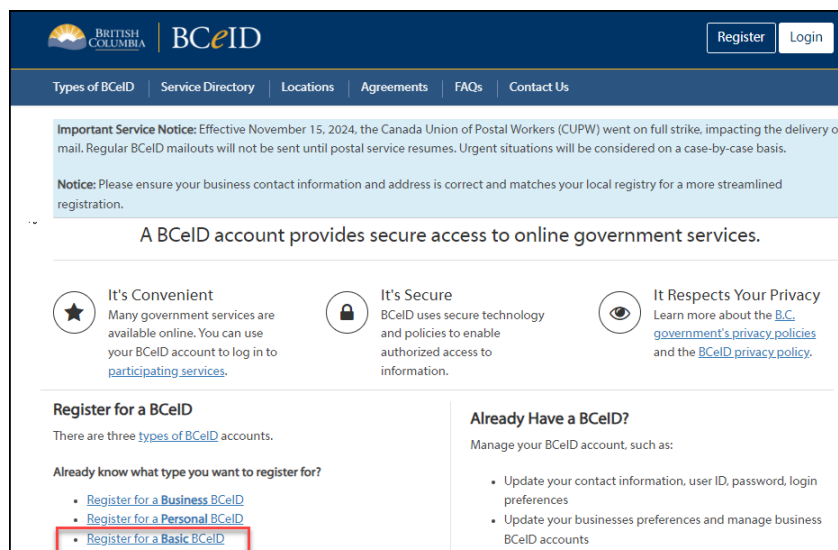 BRITISH COLUMBIA BCeID
Register Login
Types of BCeID Service Directory Locations Agreements FAQs Contact Us
Important Service Notice: Effective November 15, 2024, the Canada Union of Postal Workers (CUPW) went on full strike, impacting the delivery o
mail. Regular BCeID mailouts will not be sent until postal service resumes. Urgent situations will be considered on a case-by-case basis.
Notice: Please ensure your business contact information and address is correct and matches your local registry for a more streamlined
registration.
A BCeID account provides secure access to online government services.
It's Convenient
Many government services are
available online. You can use
your BCeID account to log in to
participating services.
It's Secure
BCeID uses secure technology
and policies to enable
authorized access to
information.
It Respects Your Privacy
Learn more about the B.C.
government's privacy policies
and the BCeID privacy policy.
Register for a BCeID
There are three types of BCeID accounts.
Already know what type you want to register for?
• Register for a Business BCeID
• Register for a Personal BCeID
• Register for a Basic BCeID
Already Have a BCeID?
Manage your BCeID account, such as:
• Update your contact information, user ID, password, login
preferences
• Update your businesses preferences and manage business
BCeID accounts